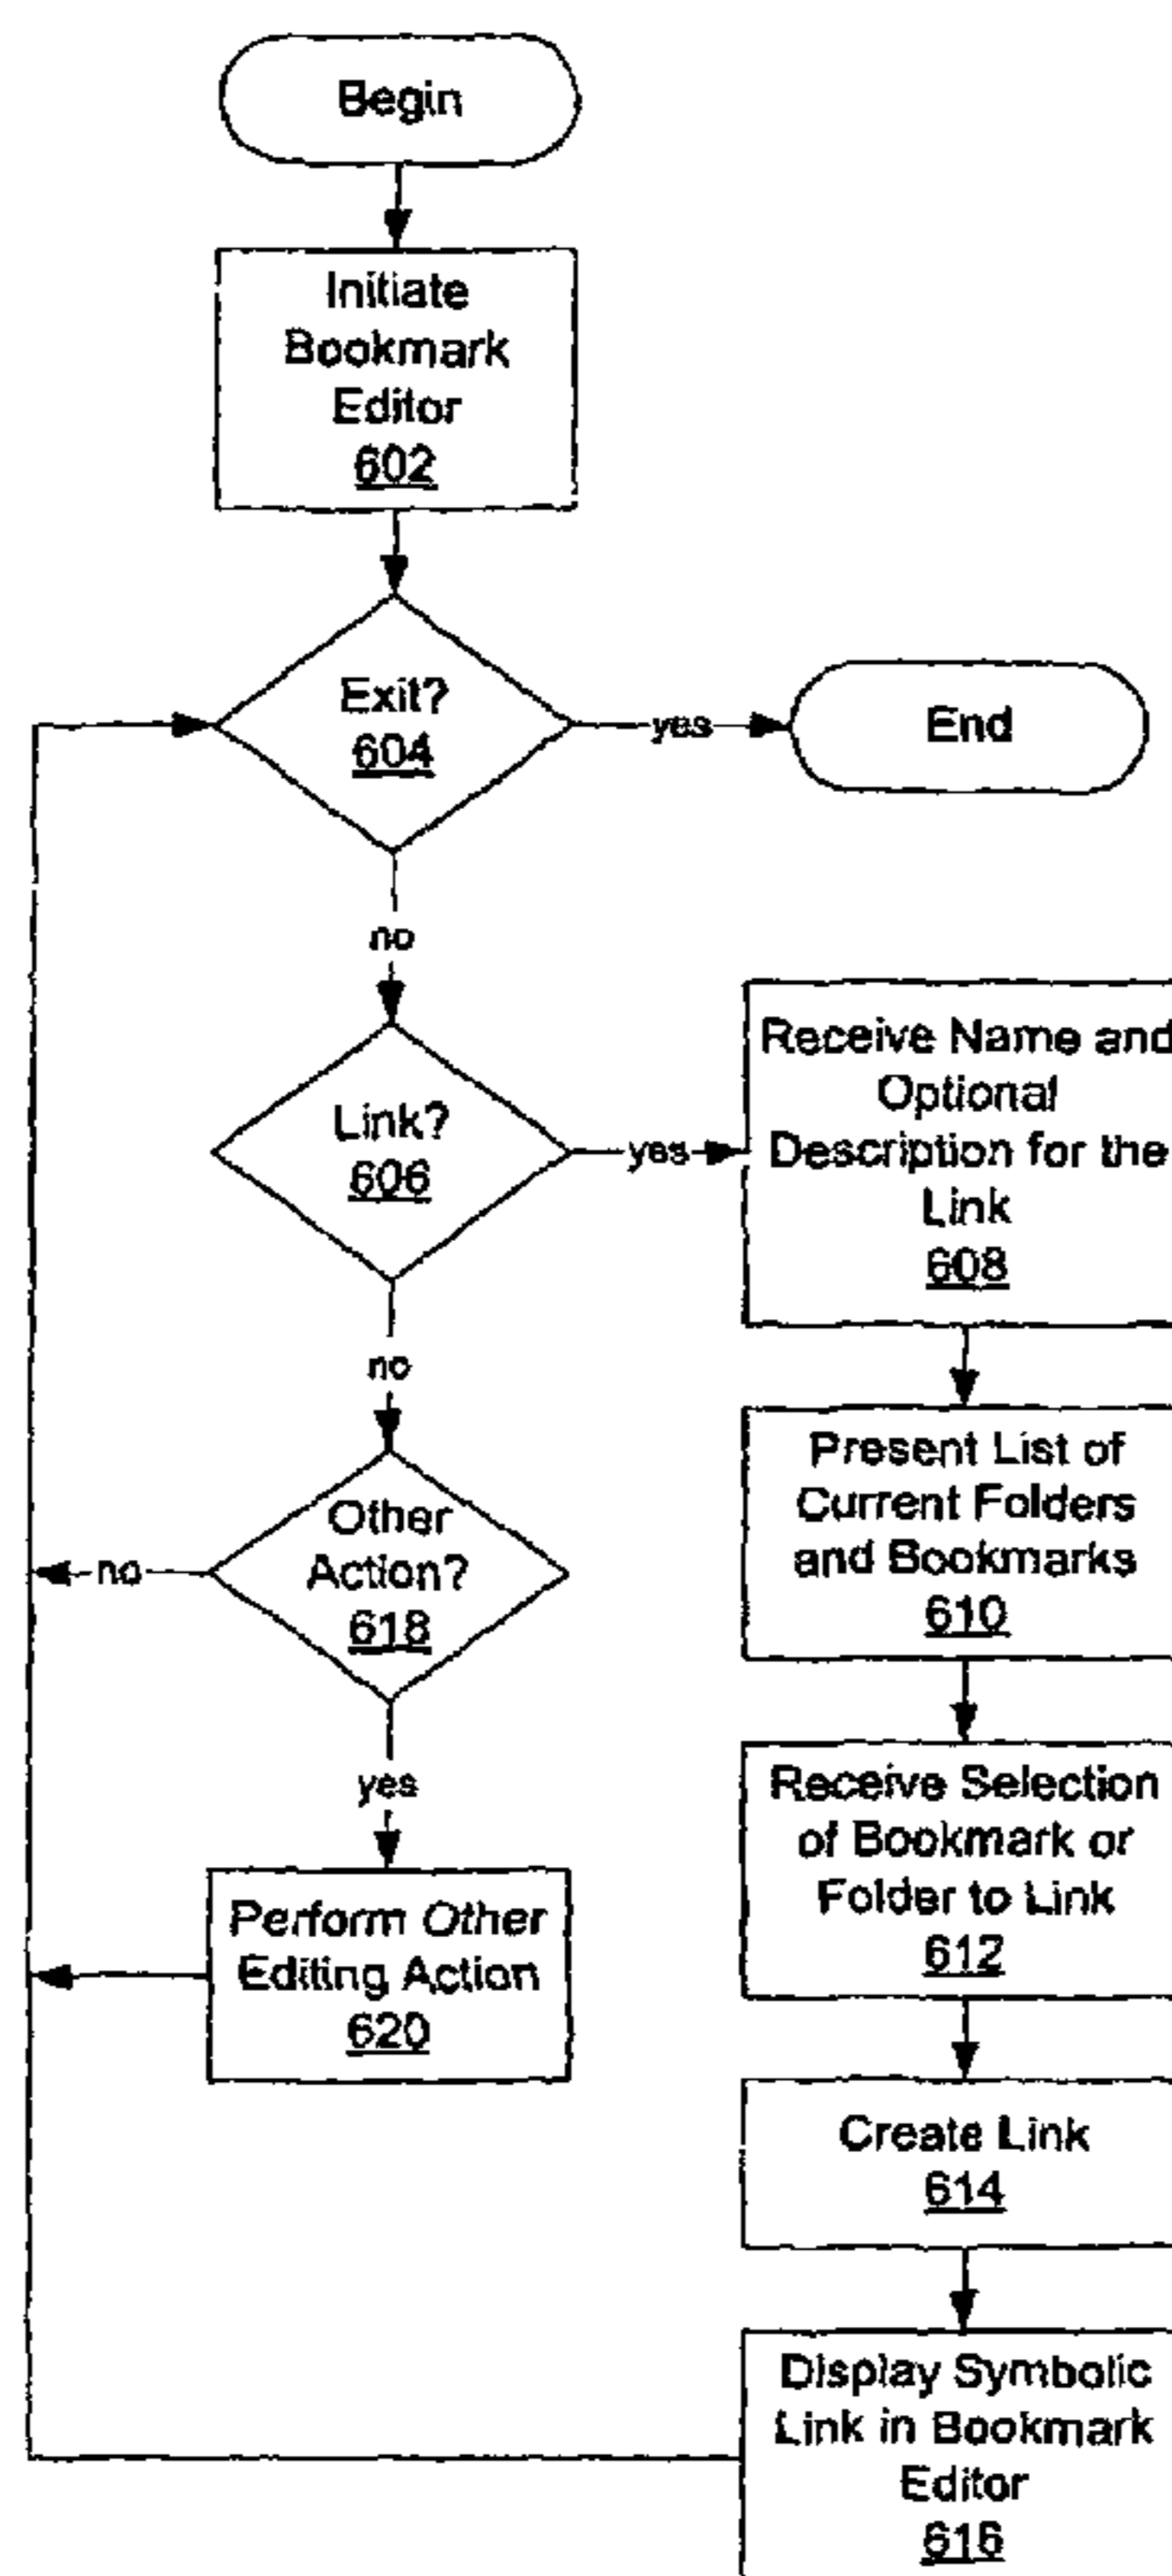 Begin
Initiate
Bookmark
Editor
602
Exit?
604
yes
End
no
Link?
606
yes
Receive Name and
Optional
Description for the
Link
608
no
Present List of
Current Folders
and Bookmarks
610
Other
Action?
618
no
yes
Receive Selection
of Bookmark or
Folder to Link
612
Perform Other
Editing Action
620
Create Link
614
Display Symbolic
Link in Bookmark
Editor
616